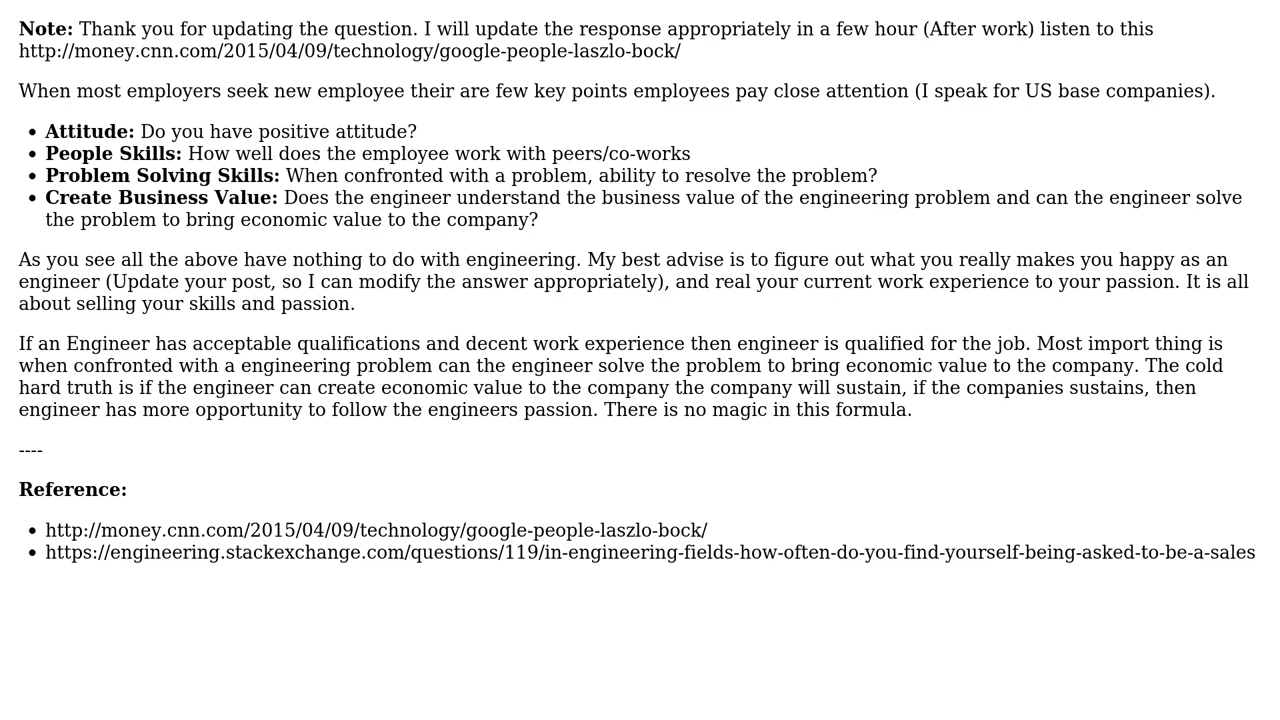 Note: Thank you for updating the question. I will update the response appropriately in a few hour (After work) listen to this
http://money.cnn.com/2015/04/09/technology/google-people-laszlo-bock/
When most employers seek new employee their are few key points employees pay close attention (I speak for US base companies).
• Attitude: Do you have positive attitude?
• People Skills: How well does the employee work with peers/co-works
• Problem Solving Skills: When confronted with a problem, ability to resolve the problem?
• Create Business Value: Does the engineer understand the business value of the engineering problem and can the engineer solve
the problem to bring economic value to the company?
As you see all the above have nothing to do with engineering. My best advise is to figure out what you really makes you happy as an
engineer (Update your post, so I can modify the answer appropriately), and real your current work experience to your passion. It is all
about selling your skills and passion.
If an Engineer has acceptable qualifications and decent work experience then engineer is qualified for the job. Most import thing is
when confronted with a engineering problem can the engineer solve the problem to bring economic value to the company. The cold
hard truth is if the engineer can create economic value to the company the company will sustain, if the companies sustains, then
engineer has more opportunity to follow the engineers passion. There is no magic in this formula.
----
Reference:
• http://money.cnn.com/2015/04/09/technology/google-people-laszlo-bock/
• https://engineering.stackexchange.com/questions/119/in-engineering-fields-how-often-do-you-find-yourself-being-asked-to-be-a-sales